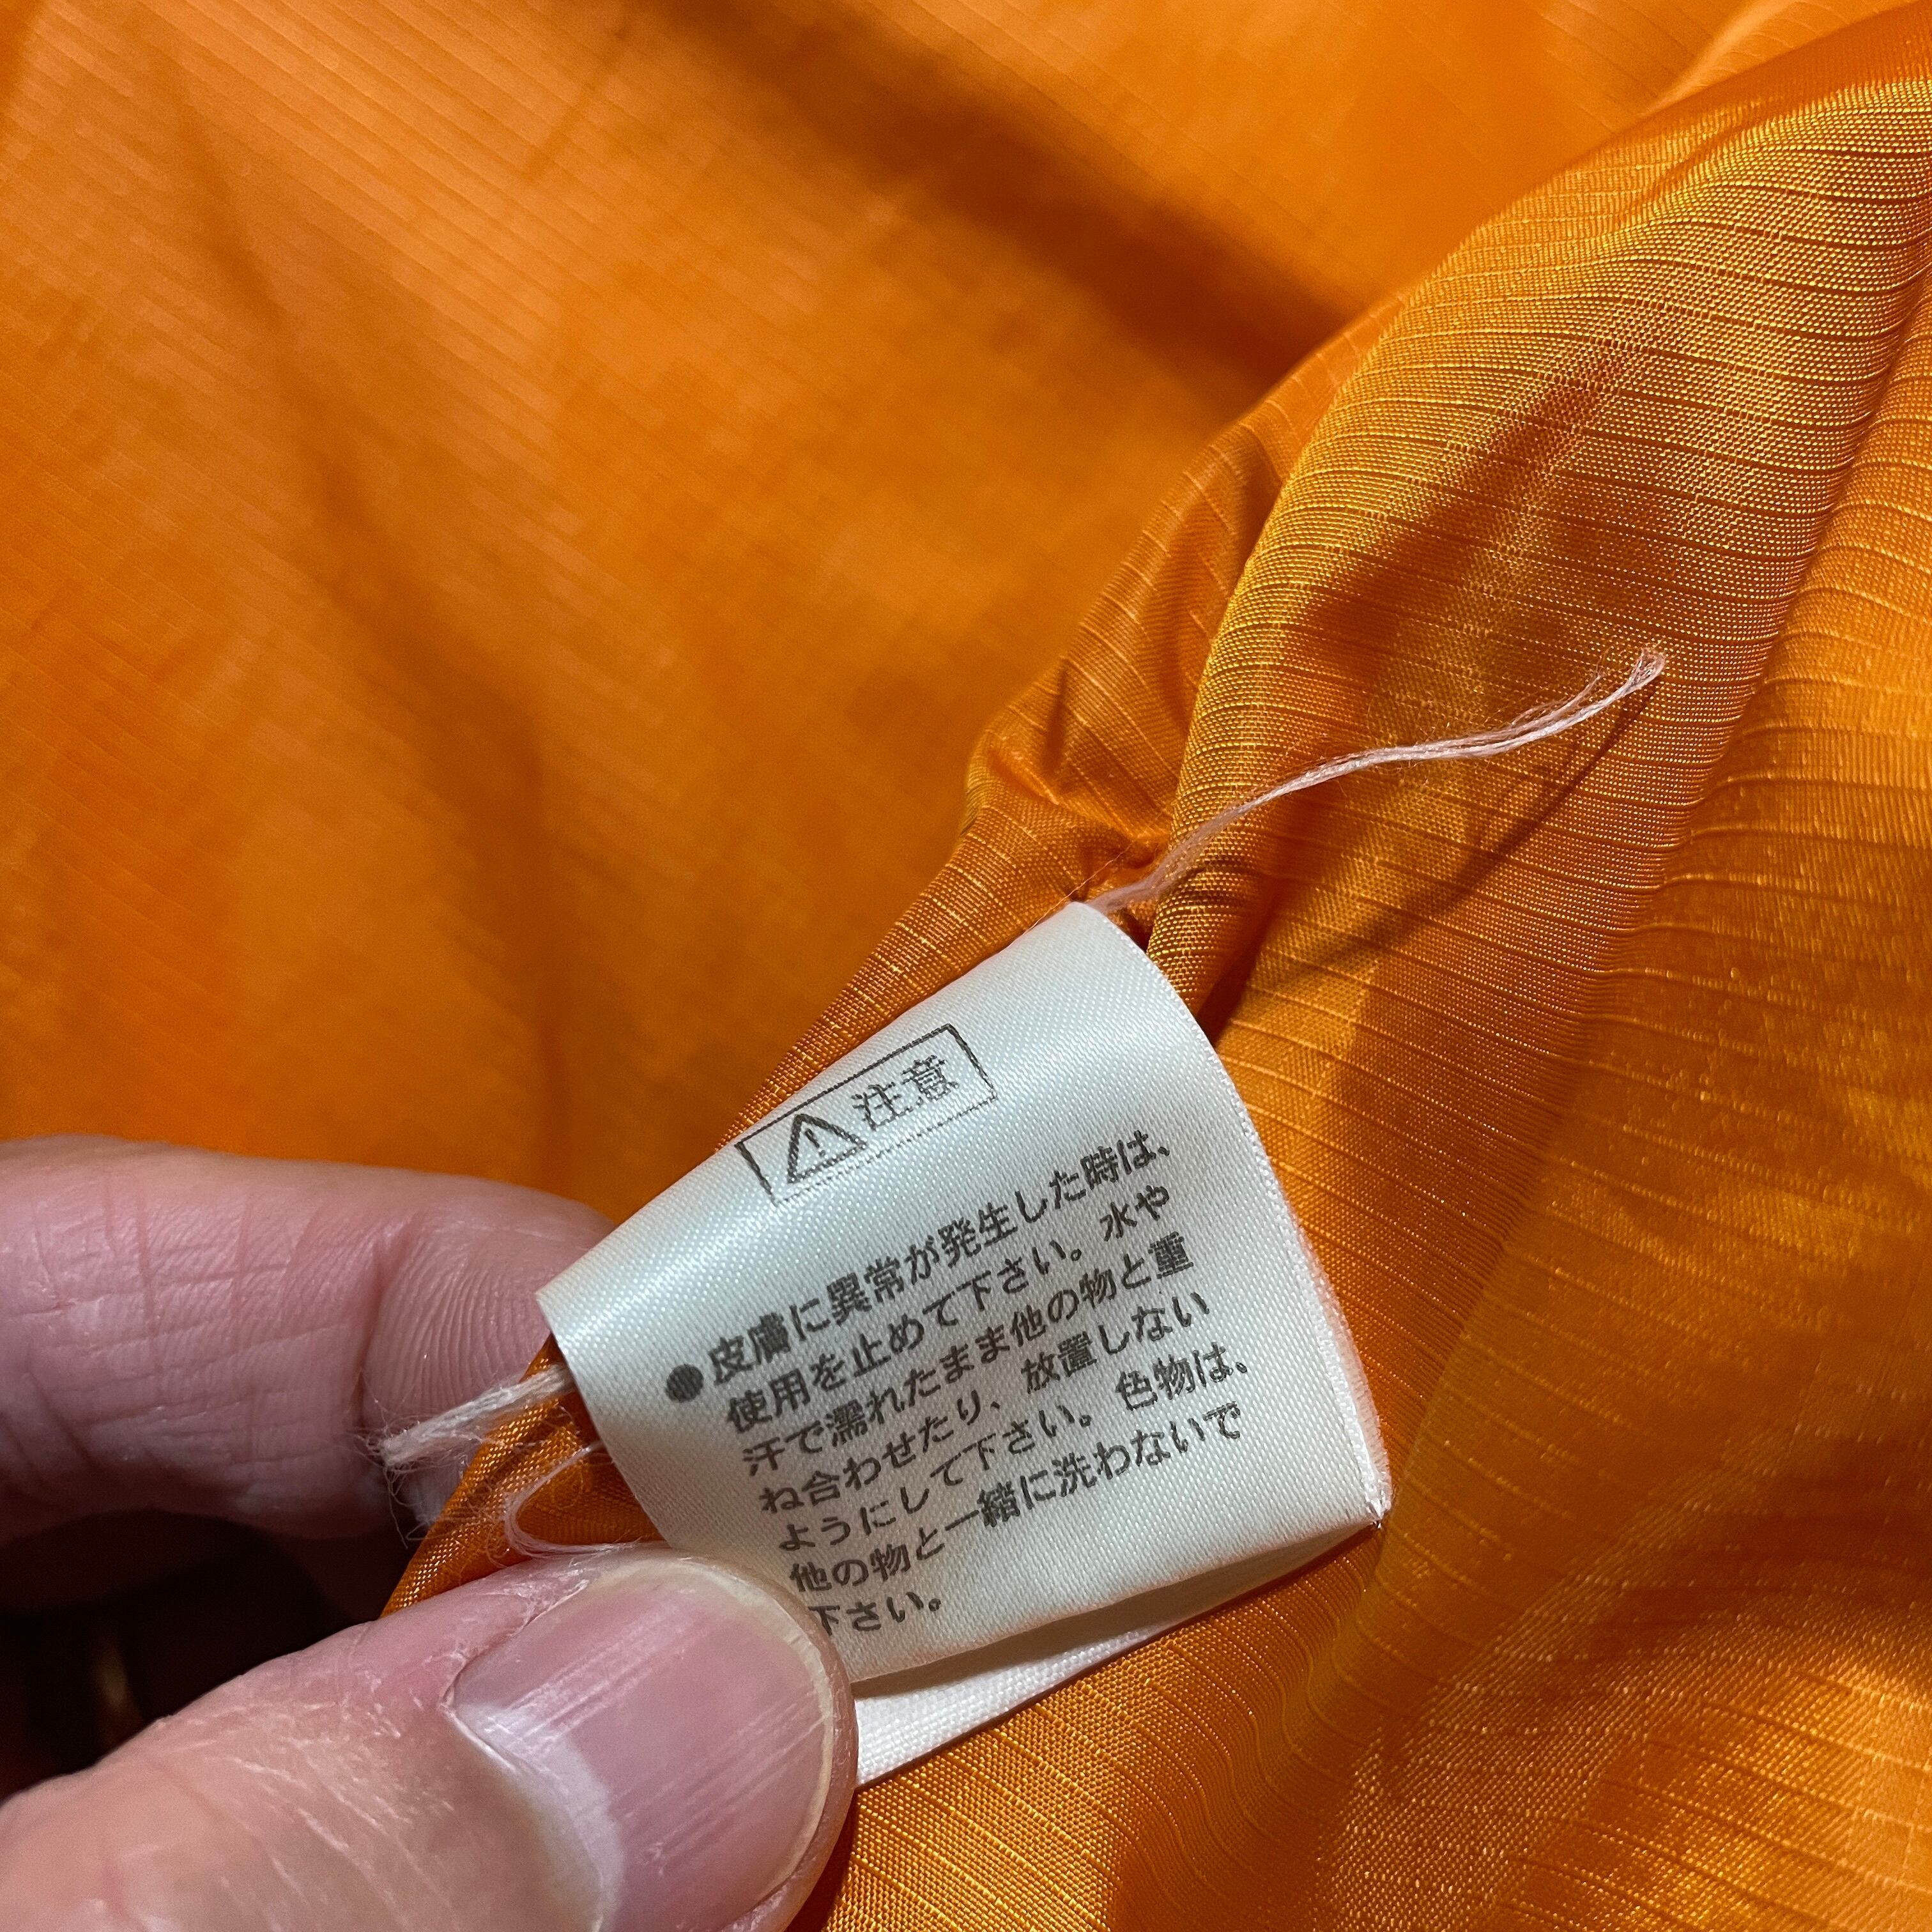 ⚠注意
●皮膚に異常が発生した時は、
使用を止めて下さい。水や
汗で濡れたまま他の物と重
ね合わせたり、放置しない
ようにして下さい。色物は、
他の物と一緒に洗わないで
下さい。